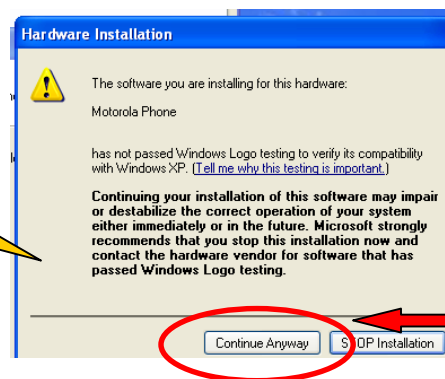 Hardware Installation
The software you are installing for this hardware:
Motorola Phone
has not passed Windows Logo testing to verify its compatibility
with Windows XP. (Tell me why this testing is important.)
Continuing your installation of this software may impair
or destabilize the correct operation of your system
either immediately or in the future. Microsoft strongly
recommends that you stop this installation now and
contact the hardware vendor for software that has
passed Windows Logo testing.
Continue Anyway
STOP Installation